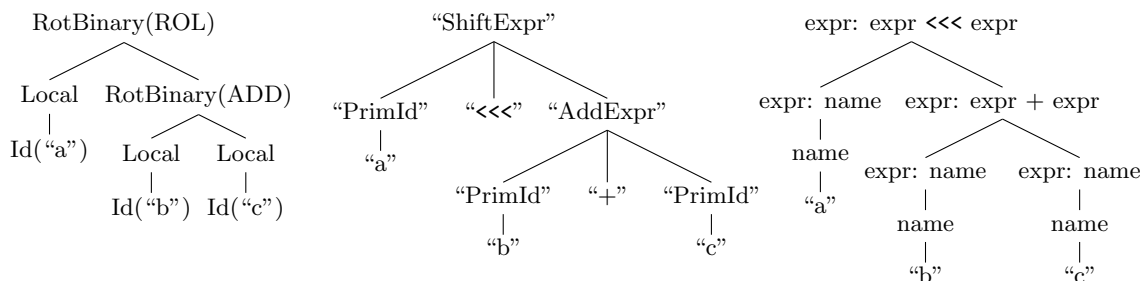 RotBinary(ROL)
Local RotBinary(ADD)
Id(“a”) Local Local
Id(“b”) Id(“c”)
“ShiftExpr”
“PrimId” “<<<” “AddExpr”
“a”
“PrimId” “+” “PrimId”
“b” “c”
expr: expr <<< expr
expr: name expr: expr + expr
name expr: name expr: name
“a” name name
“b” “c”